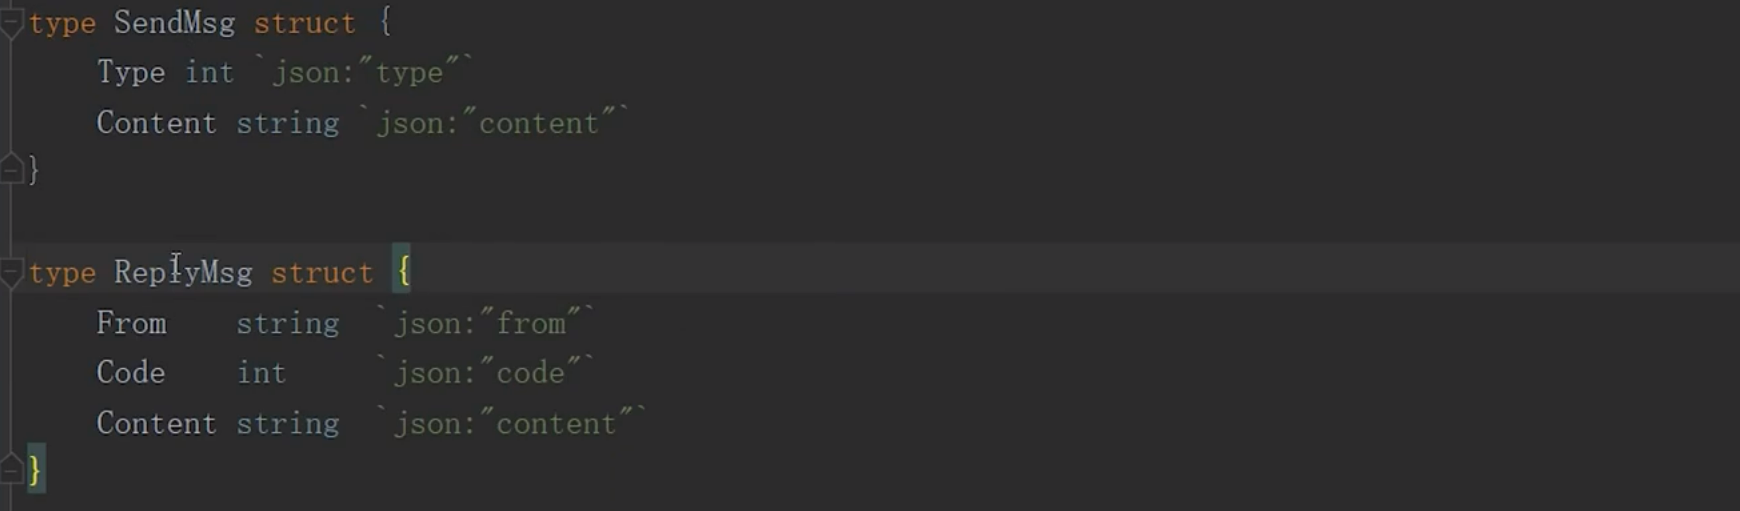 type SendMsg struct {
    Type int `json:"type"`
    Content string `json:"content"`
}
type ReplyMsg struct {
    From    string  `json:"from"`
    Code    int     `json:"code"`
    Content string  `json:"content"`
}